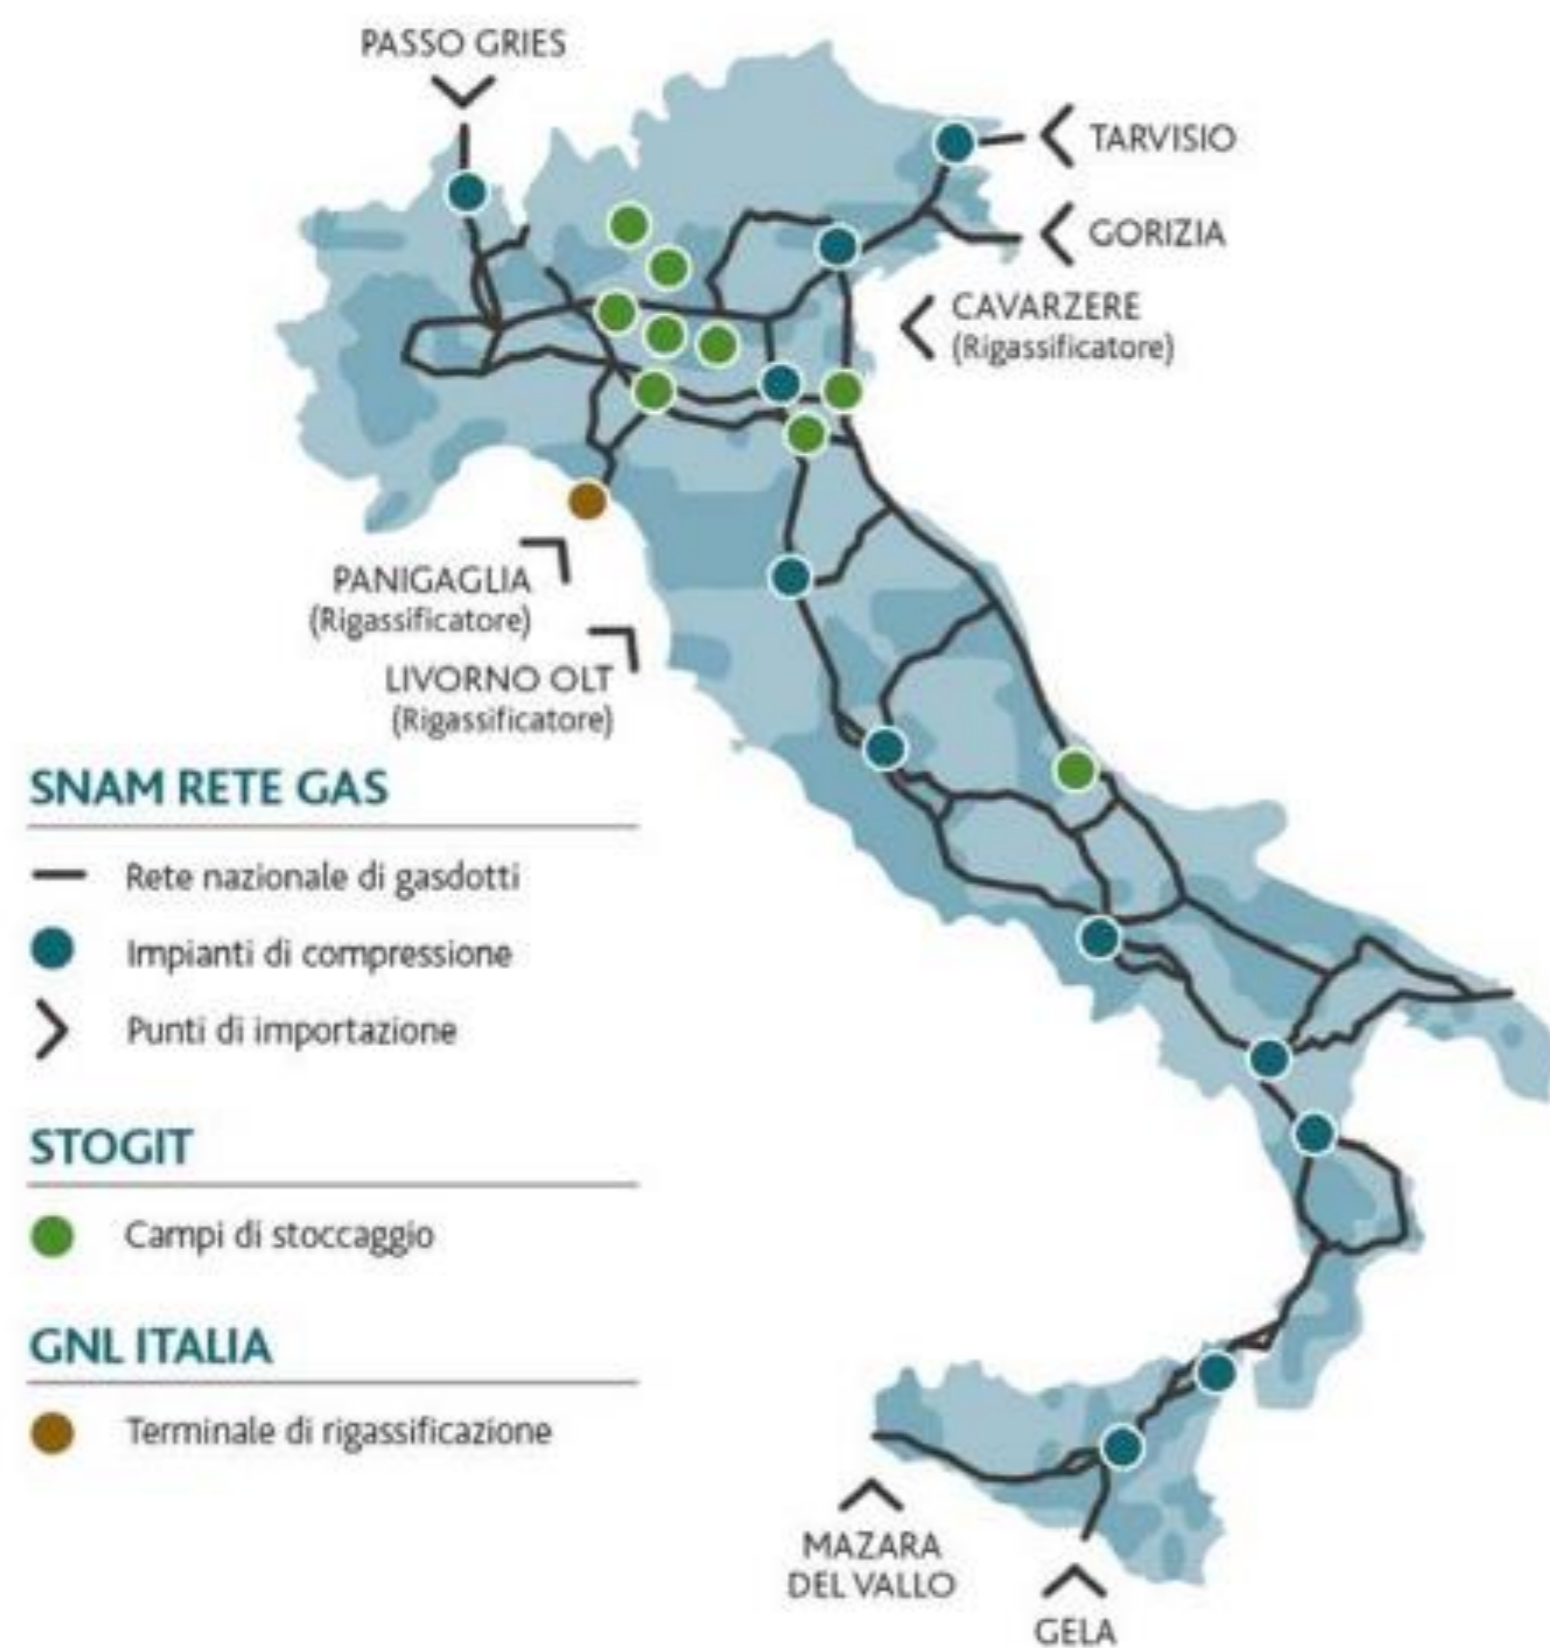 PASSO GRIES
TARVISIO
GORIZIA
CAVARZERE
(Rigassificatore)
PANIGAGLIA
(Rigassificatore)
LIVORNO OLT
(Rigassificatore)
SNAM RETE GAS
Rete nazionale di gasdotti
Impianti di compressione
Punti di importazione
STOGIT
Campi di stoccaggio
GNL ITALIA
Terminale di rigassificazione
MAZARA
DEL VALLO
GELA